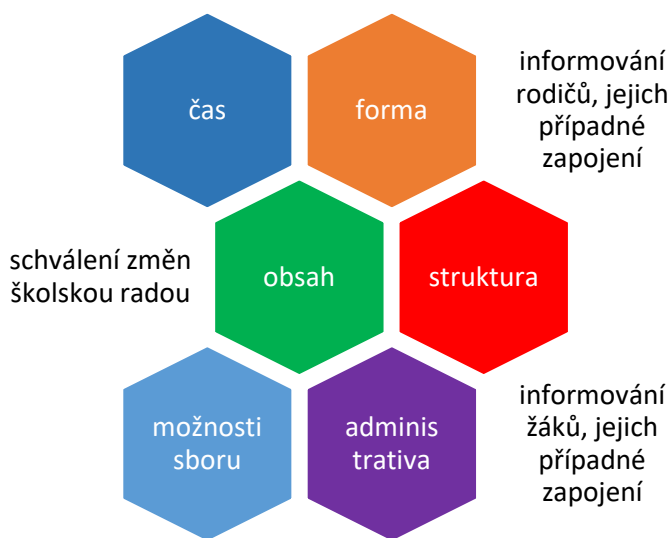 čas
forma
informování
rodičů, jejich
případné
zapojení
schválení změn
školskou radou
obsah
struktura
možnosti
sboru
adminis
trativa
informování
žáků, jejich
případné
zapojení